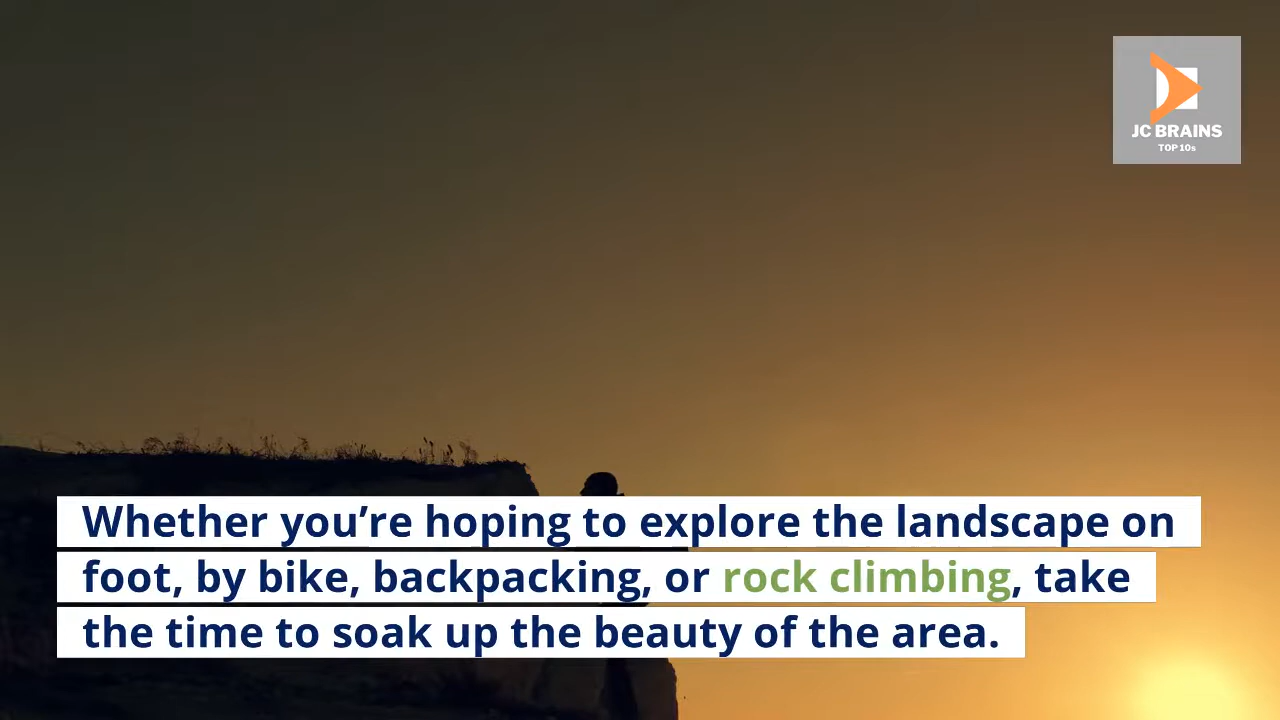 JC BRAINS
TOP 10s
Whether you’re hoping to explore the landscape on
foot, by bike, backpacking, or rock climbing, take
the time to soak up the beauty of the area.